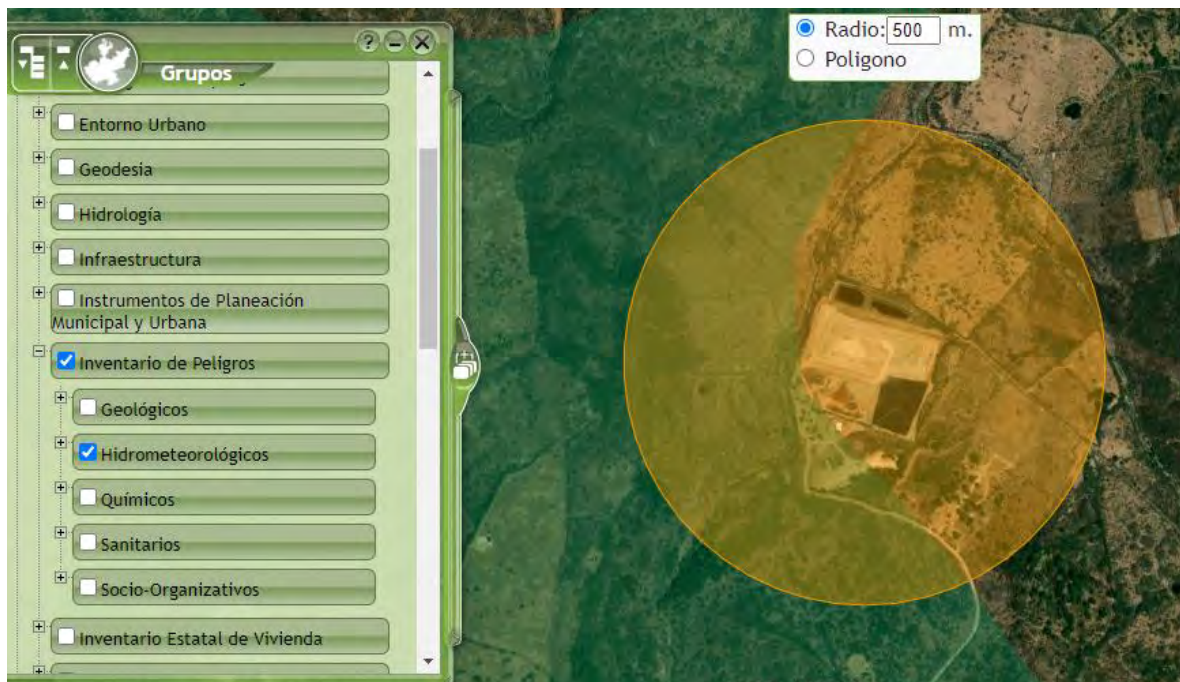 Grupos
Entorno Urbano
Geodesia
Hidrología
Infraestructura
Instrumentos de Planeación
Municipal y Urbana
Inventario de Peligros
Geológicos
Hidrometeorológicos
Químicos
Sanitarios
Socio-Organizativos
Inventario Estatal de Vivienda
Radio: 500 m.
Poligono